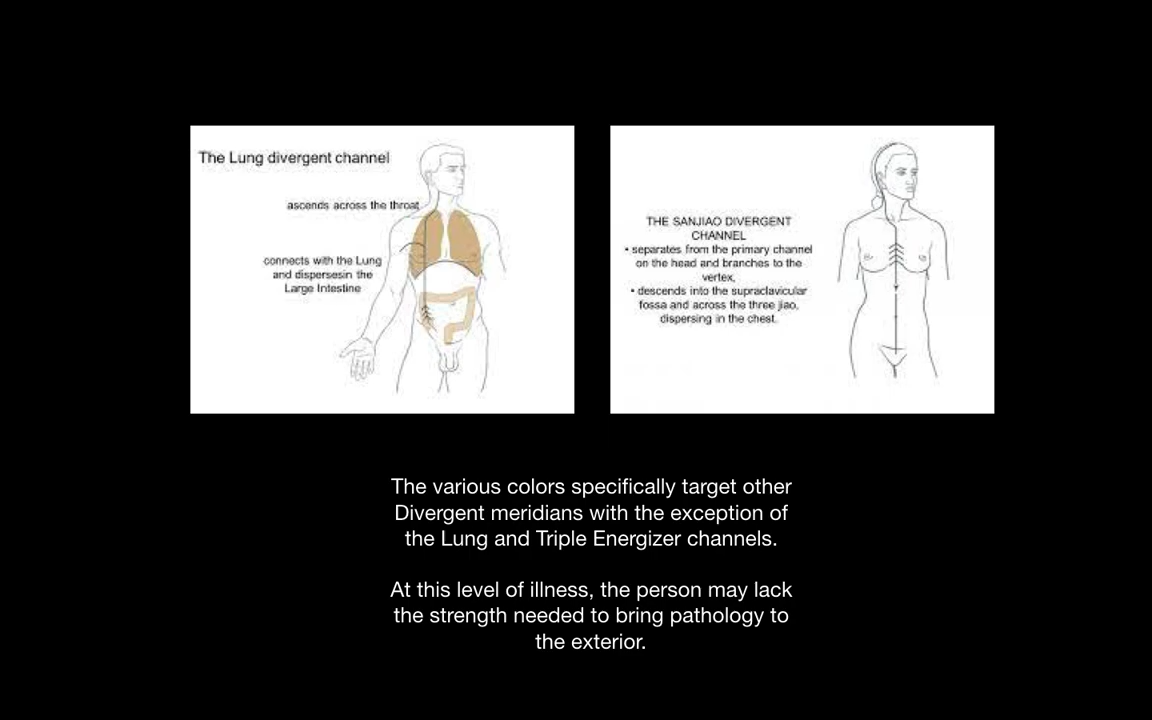 The Lung divergent channel
ascends across the throat
connects with the Lung
and dispersesin the
Large Intestine
THE SANJIAO DIVERGENT
CHANNEL
• separates from the primary channel
on the head and branches to the
vertex,
• descends into the supraclavicular
fossa and across the three jiao,
dispersing in the chest.
The various colors specifically target other
Divergent meridians with the exception of
the Lung and Triple Energizer channels.
At this level of illness, the person may lack
the strength needed to bring pathology to
the exterior.